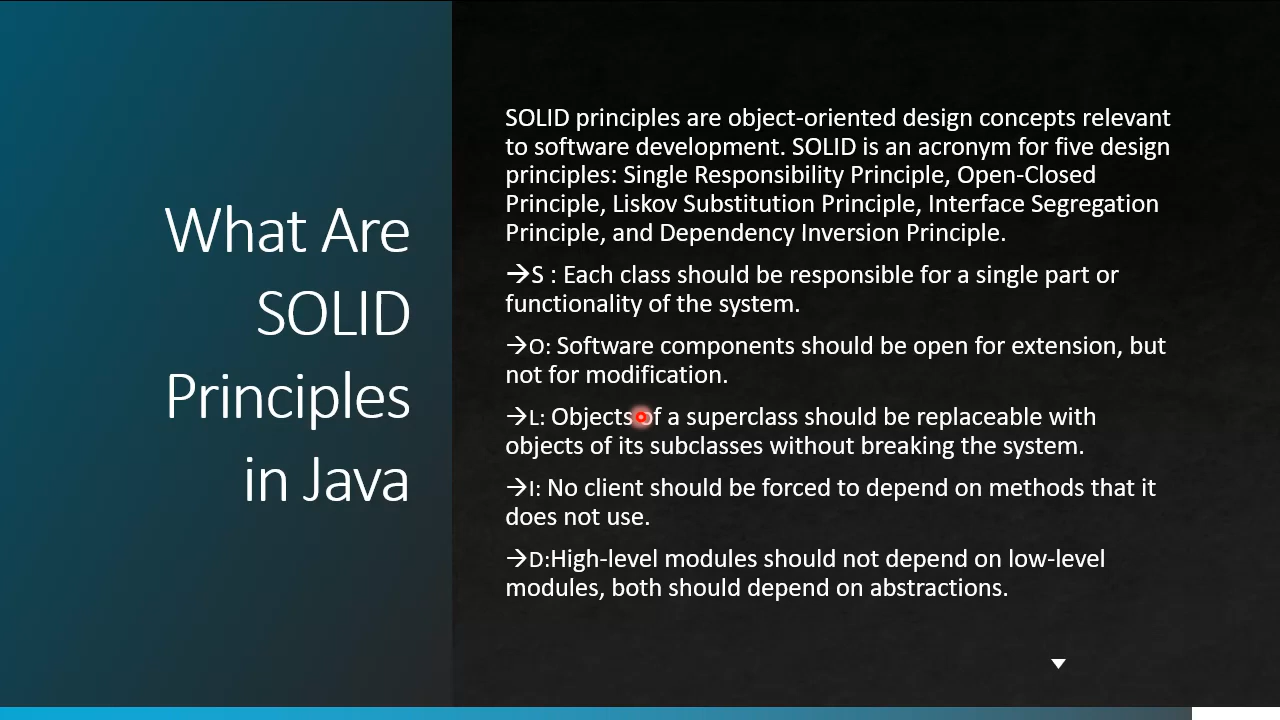 What Are
SOLID
Principles
in Java
SOLID principles are object-oriented design concepts relevant
to software development. SOLID is an acronym for five design
principles: Single Responsibility Principle, Open-Closed
Principle, Liskov Substitution Principle, Interface Segregation
Principle, and Dependency Inversion Principle.
→S : Each class should be responsible for a single part or
functionality of the system.
→O: Software components should be open for extension, but
not for modification.
→L: Objects of a superclass should be replaceable with
objects of its subclasses without breaking the system.
→I: No client should be forced to depend on methods that it
does not use.
→D:High-level modules should not depend on low-level
modules, both should depend on abstractions.